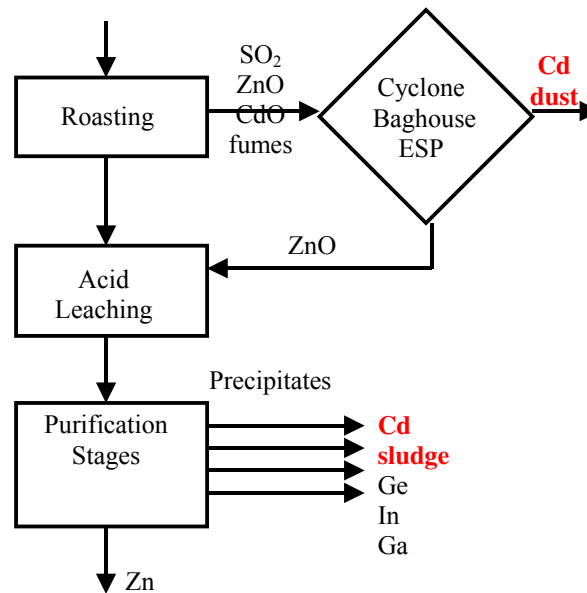 SO2
ZnO
CdO
fumes
Roasting
Cyclone
Baghouse
ESP
Cd
dust
ZnO
Acid
Leaching
Precipitates
Purification
Stages
Cd
sludge
Ge
In
Ga
Zn